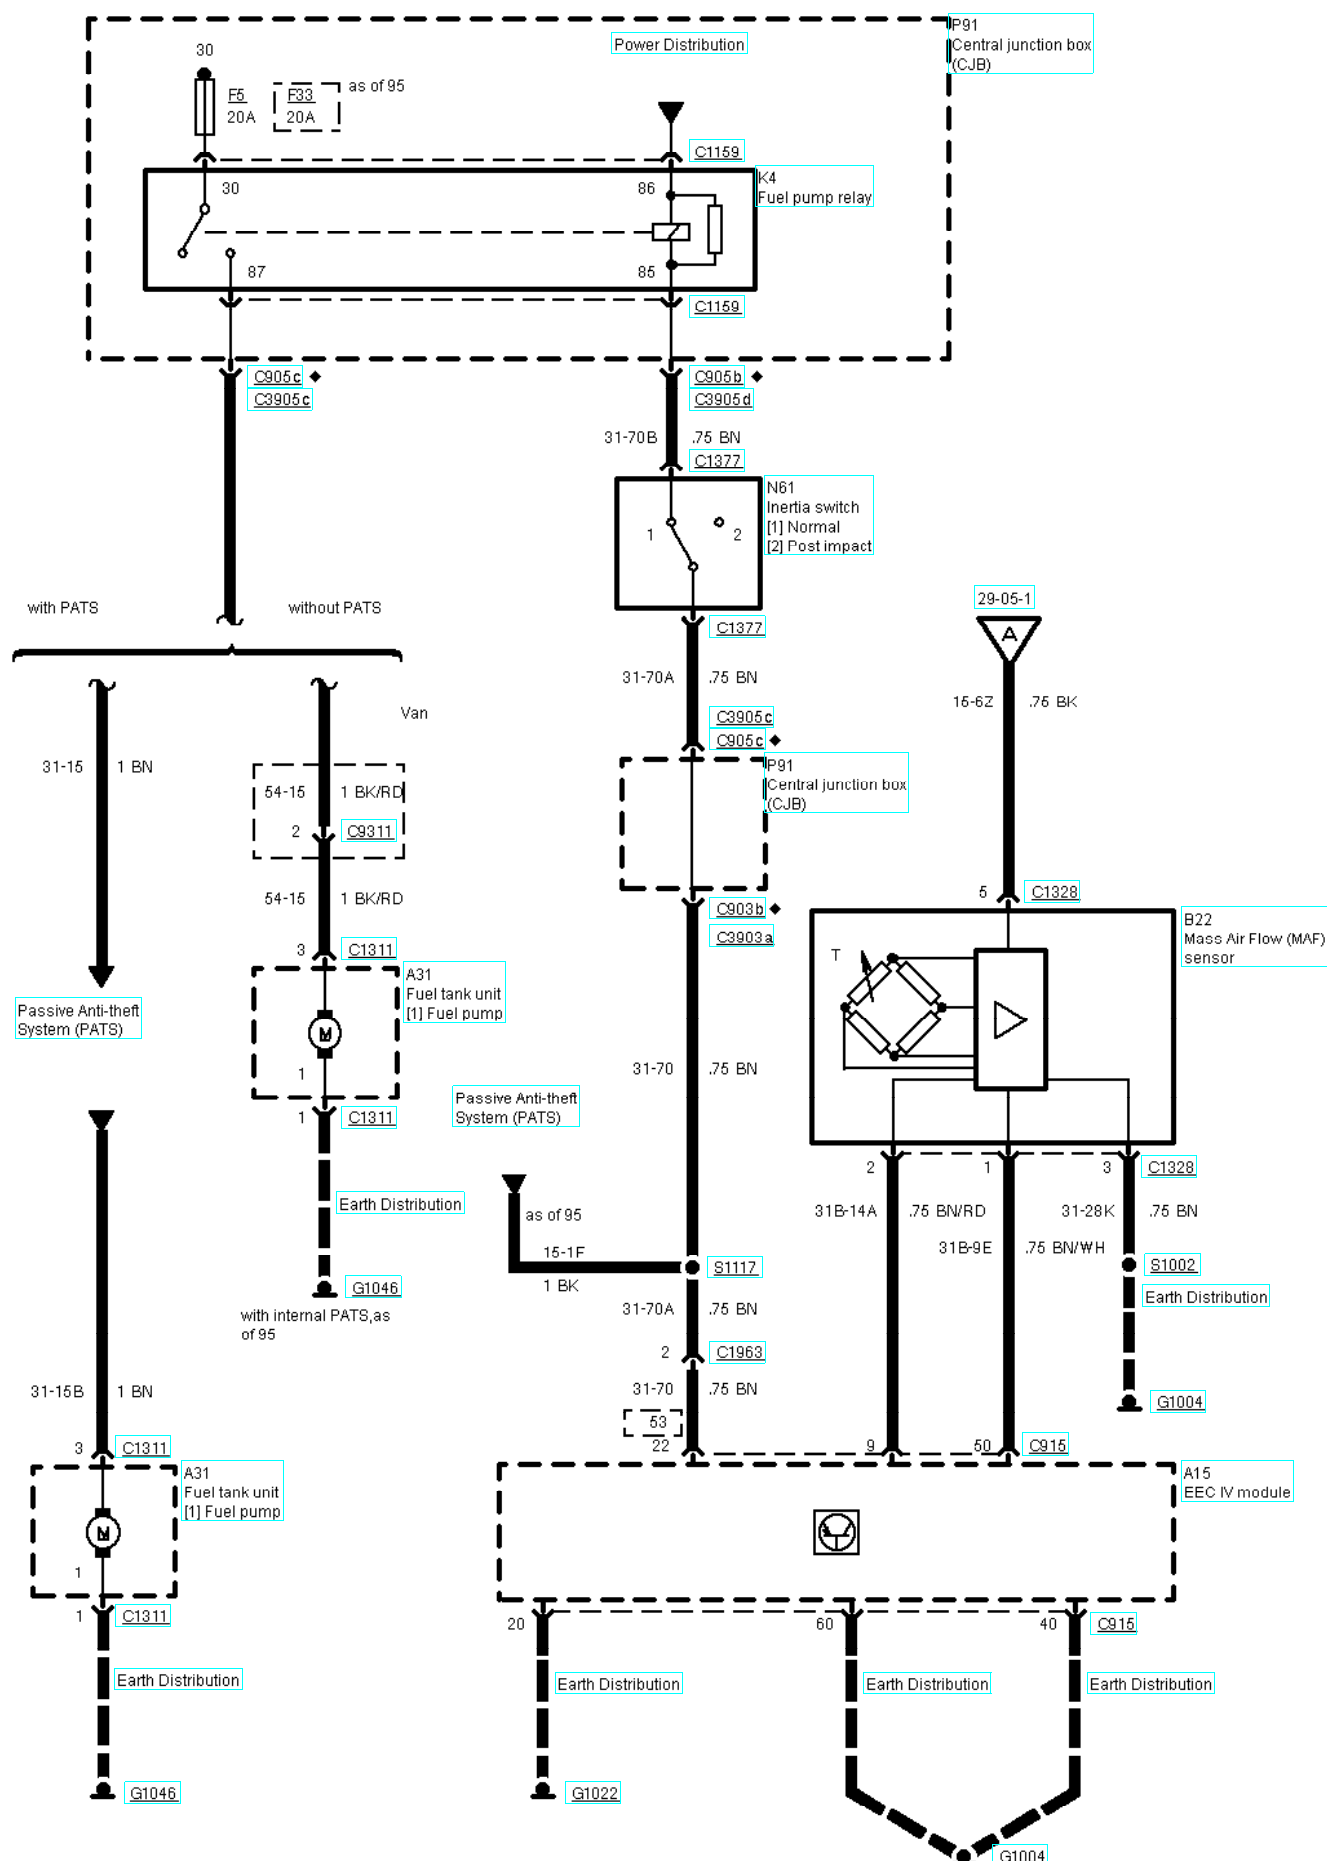 P91
Central junction box
(CJB)
Power Distribution
30
F5
20A
F33
20A
as of 95
C1159
K4
Fuel pump relay
30
86
87
85
C1159
C905c ◆
C3905c
C905b ◆
C3905d
31-70B
.75 BN
C1377
N61
Inertia switch
[1] Normal
[2] Post impact
1
2
with PATS
without PATS
C1377
29-05-1
A
31-70A
.75 BN
15-6Z
.75 BK
Van
C3905c
C905c ◆
31-15
1 BN
54-15
1 BK/RD
2
C9311
P91
Central junction box
(CJB)
54-15
1 BK/RD
5
C1328
C903b ◆
C3903a
B22
Mass Air Flow (MAF)
sensor
T
3
C1311
A31
Fuel tank unit
[1] Fuel pump
M
1
Passive Anti-theft
System (PATS)
31-70
.75 BN
1
C1311
Passive Anti-theft
System (PATS)
2
1
3
C1328
Earth Distribution
as of 95
31B-14A
.75 BN/RD
31-28K
.75 BN
31B-9E
.75 BN/WH
15-1F
1 BK
S1117
S1002
G1046
with internal PATS,as
of 95
31-70A
.75 BN
Earth Distribution
2
C1963
31-15B
1 BN
31-70
.75 BN
G1004
53
22
9
50
C915
3
C1311
A31
Fuel tank unit
[1] Fuel pump
M
1
A15
EEC IV module
1
C1311
20
60
40
C915
Earth Distribution
Earth Distribution
Earth Distribution
Earth Distribution
G1046
G1022
G1004